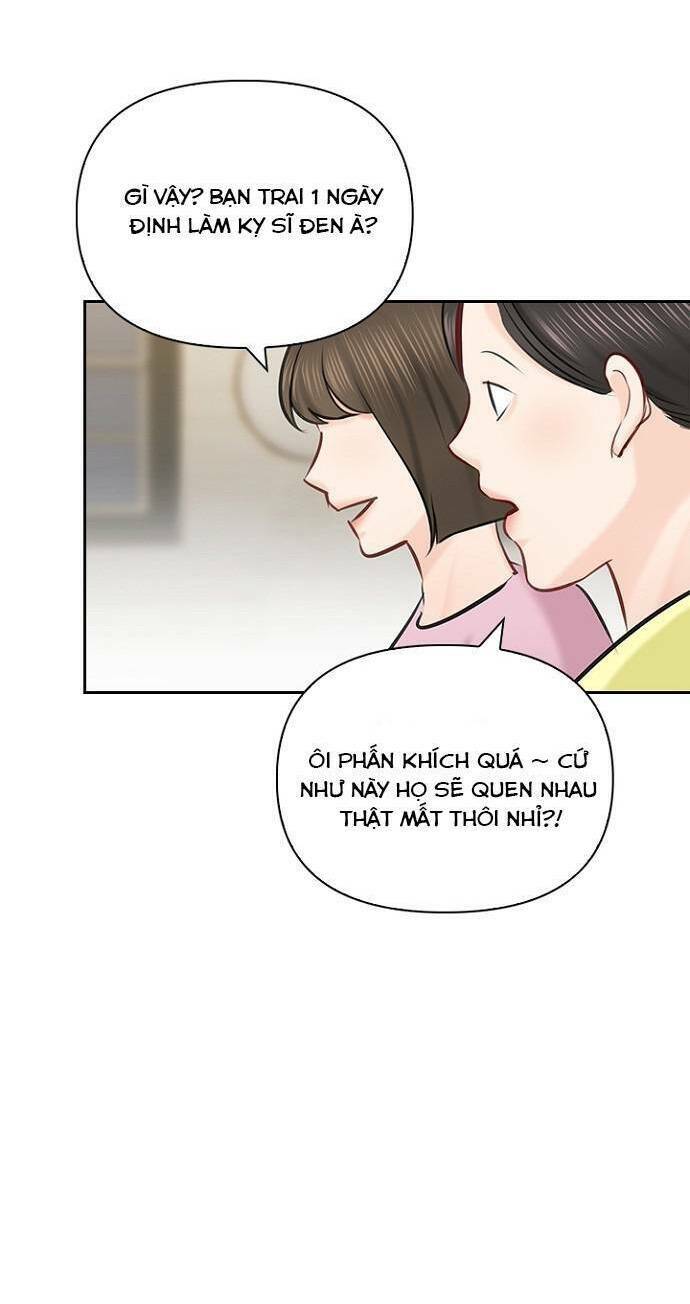 GÌ VẬY? BẠN TRAI 1 NGÀY
ĐỊNH LÀM KỴ SĨ ĐEN À?
ÔI PHẤN KHÍCH QUÁ ~ CỨ
NHƯ NÀY HỌ SẼ QUEN NHAU
THẬT MẤT THÔI NHỈ?!